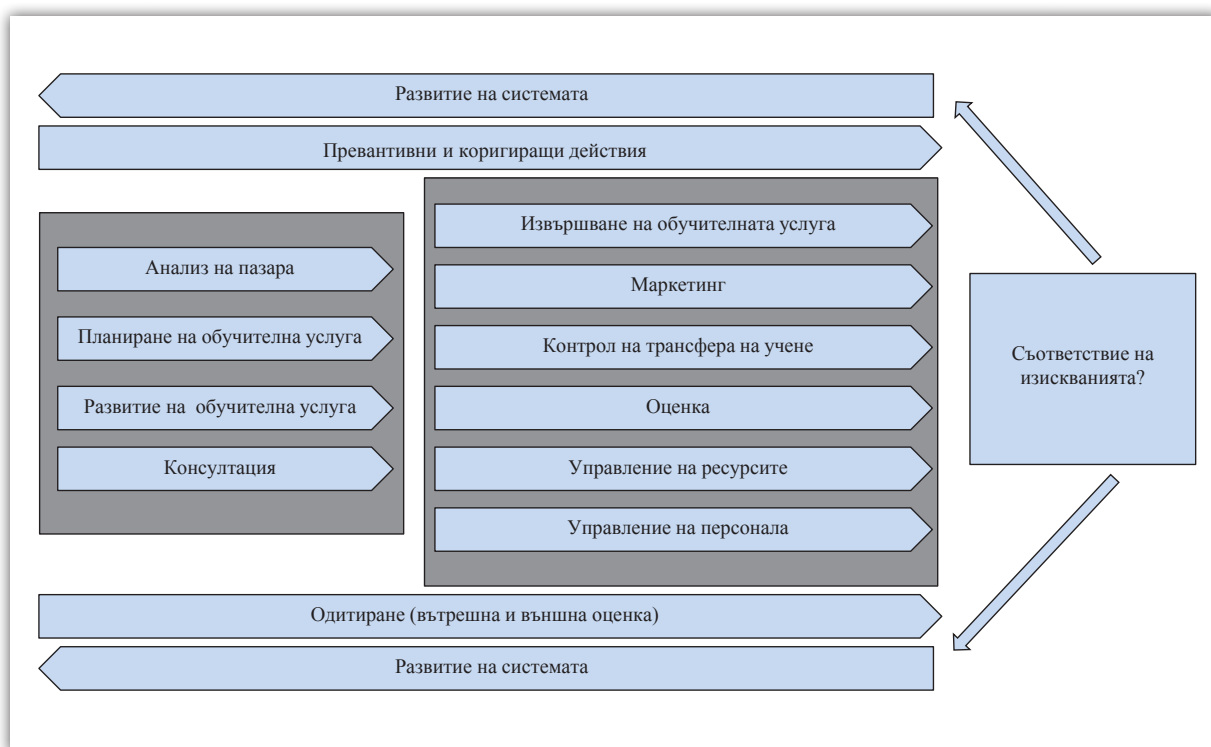 Развитие на системата
Превантивни и коригиращи действия
Анализ на пазара
Планиране на обучителна услуга
Развитие на  обучителна услуга
Консултация
Извършване на обучителната услуга
Маркетинг
Контрол на трансфера на учене
Оценка
Управление на ресурсите
Управление на персонала
Съответствие на
изискванията?
Одитиране (вътрешна и външна оценка)
Развитие на системата